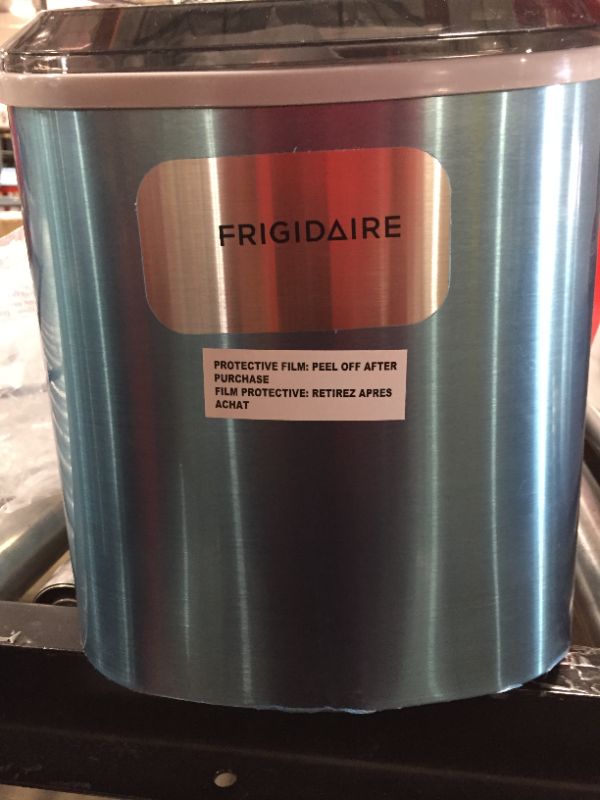 FRIGIDAIRE
PROTECTIVE FILM: PEEL OFF AFTER
PURCHASE
FILM PROTECTIVE: RETIREZ APRES
ACHAT